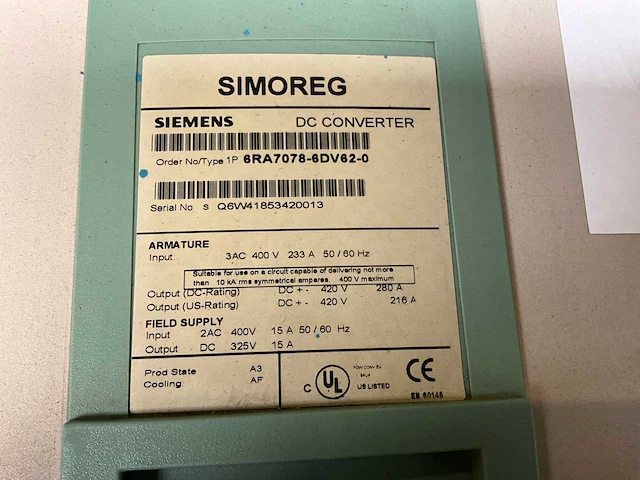 SIMOREG
SIEMENS DC CONVERTER
Order No/Type 1P 6RA7078-6DV62-0
Serial No S Q6W41853420013
ARMATURE
Input 3AC 400 V 233 A 50 / 60 Hz
Suitable for use on a circuit capable of delivering not more
than 10 kA rms symmetrical amperes, 400 V maximum
Output (DC-Rating) DC + - 420 V 280 A
Output (US-Rating) DC + - 420 V 216 A
FIELD SUPPLY
Input 2AC 400V 15 A 50 / 60 Hz
Output DC 325V 15 A
Prod State A3
Cooling: AF
C UL US LISTED
CE
EN 60146